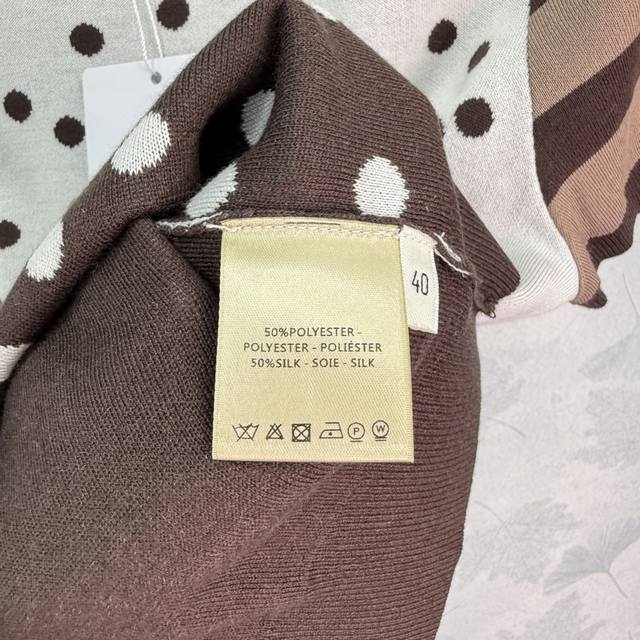 40
50%POLYESTER -
POLYESTER - POLIÉSTER
50%SILK - SOIE - SILK
P W